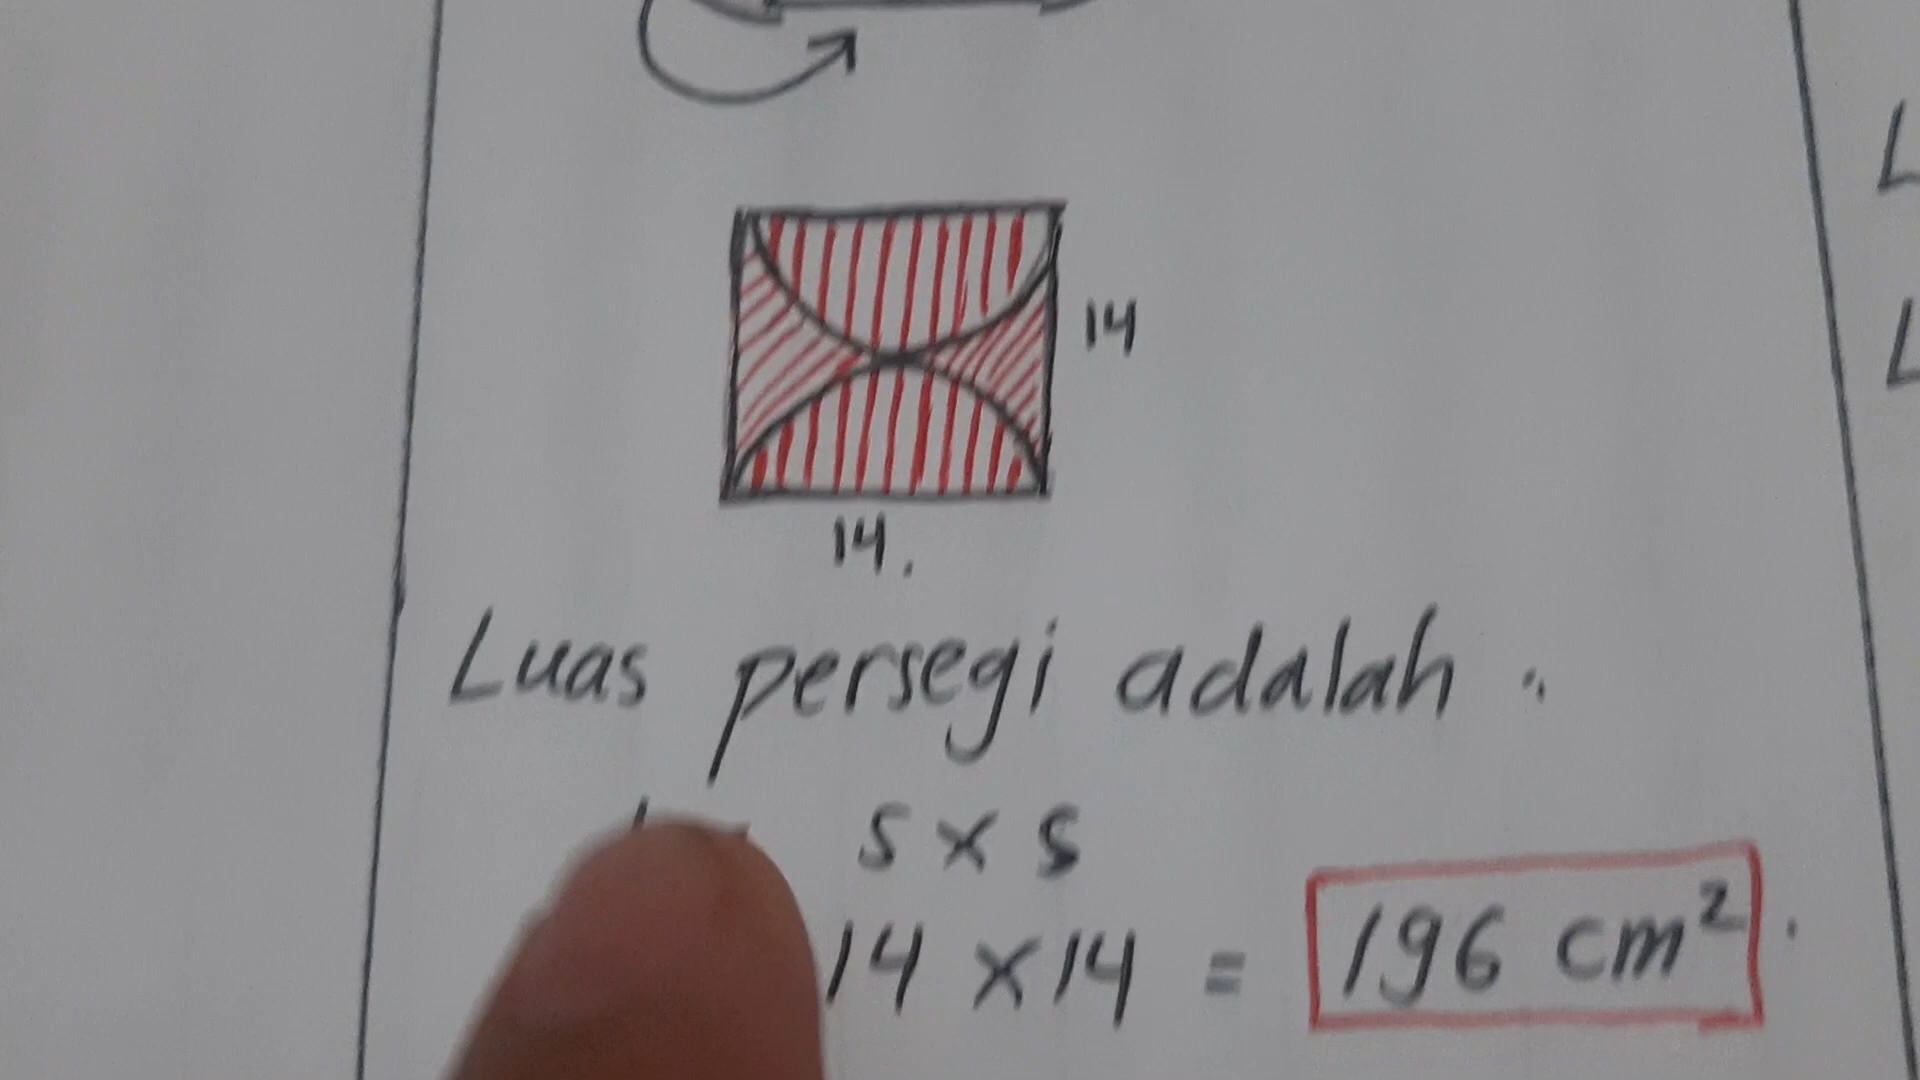 14
14.
Luas persegi adalah :
s x s
14 x 14 = 196 cm²